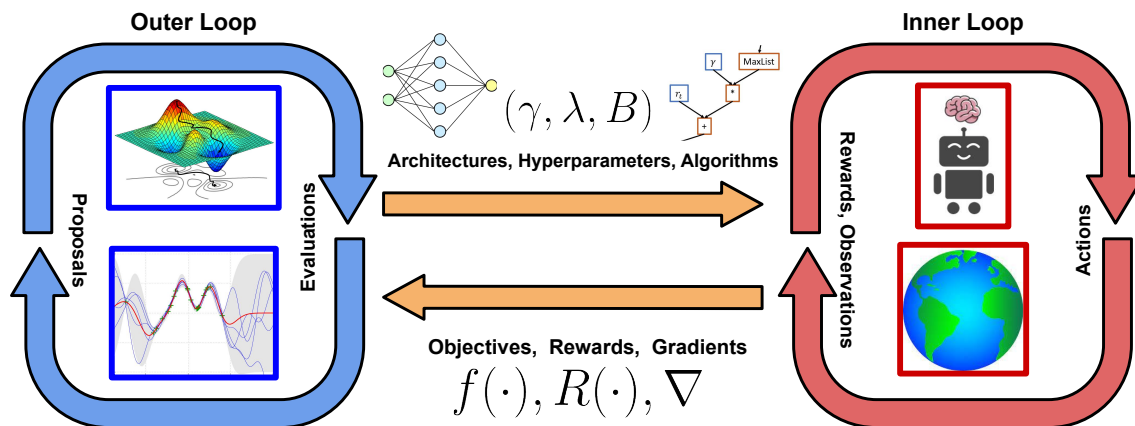 Outer Loop
Inner Loop
Proposals
Evaluations
(γ, λ, B)
γ
MaxList
r_t
*
+
Architectures, Hyperparameters, Algorithms
Objectives, Rewards, Gradients
f(·), R(·), ∇
Rewards, Observations
Actions